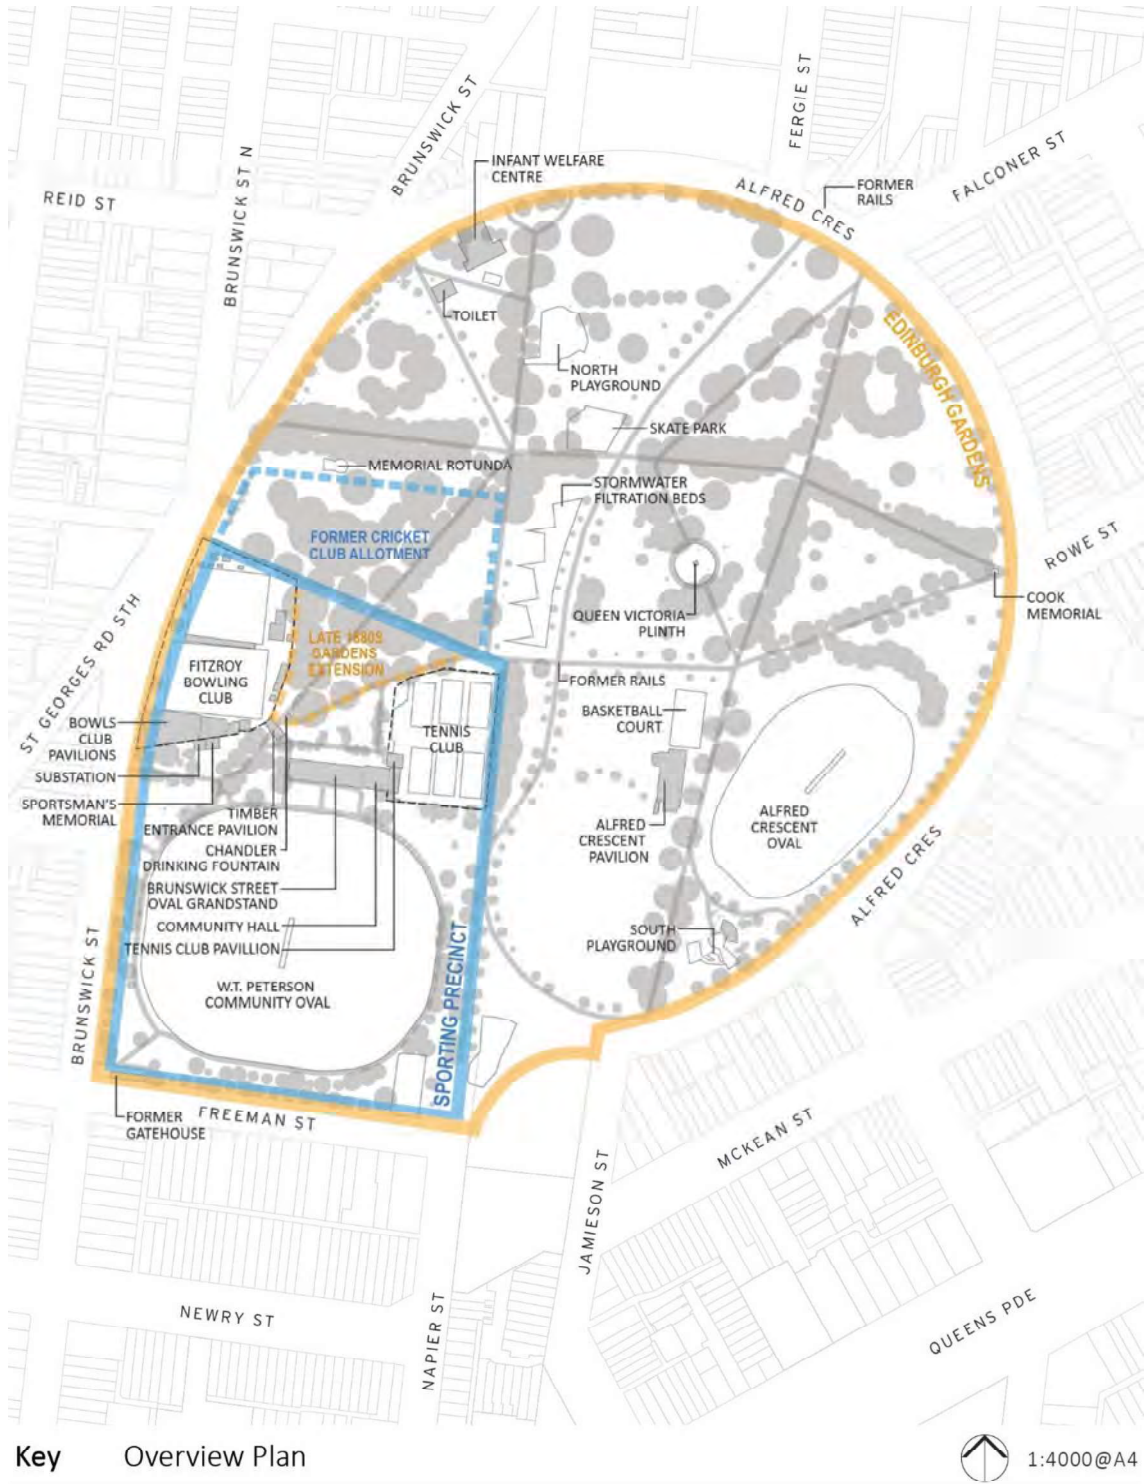 FERGIE ST
BRUNSWICK ST
FALCONER ST
BRUNSWICK ST N
REID ST
INFANT WELFARE
CENTRE
ALFRED CRES
FORMER
RAILS
TOILET
EDINBURGH GARDENS
NORTH
PLAYGROUND
SKATE PARK
MEMORIAL ROTUNDA
STORMWATER
FILTRATION BEDS
FORMER CRICKET
CLUB ALLOTMENT
ROWE ST
COOK
MEMORIAL
QUEEN VICTORIA
PLINTH
ST GEORGES RD STH
LATE 1880S
GARDENS
EXTENSION
FITZROY
BOWLING
CLUB
FORMER RAILS
BASKETBALL
COURT
TENNIS
CLUB
BOWLS
CLUB
PAVILIONS
SUBSTATION
SPORTSMAN'S
MEMORIAL
TIMBER
ENTRANCE PAVILION
CHANDLER
DRINKING FOUNTAIN
BRUNSWICK STREET
OVAL GRANDSTAND
COMMUNITY HALL
TENNIS CLUB PAVILLION
ALFRED
CRESCENT
PAVILION
ALFRED
CRESCENT
OVAL
ALFRED CRES
SOUTH
PLAYGROUND
W.T. PETERSON
COMMUNITY OVAL
SPORTING PRECINCT
BRUNSWICK ST
FORMER
GATEHOUSE
FREEMAN ST
MCKEAN ST
JAMIESON ST
NEWRY ST
NAPIER ST
QUEENS PDE
Key Overview Plan
1:4000@A4